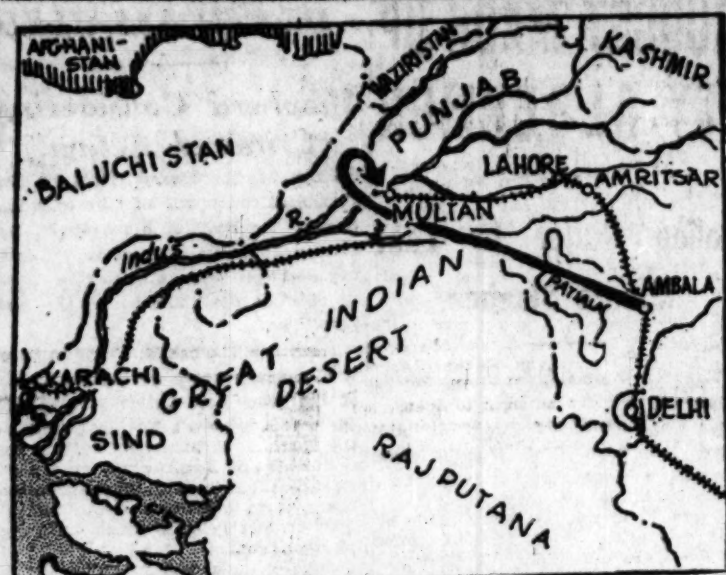 AFGHANI-
STAN
WAZIRISTAN
KASHMIR
PUNJAB
BALUCHISTAN
LAHORE
AMRITSAR
MULTAN
R.
Indus
INDIAN
PATIALA
AMBALA
GREAT
DESERT
KARACHI
DELHI
SIND
RAJPUTANA